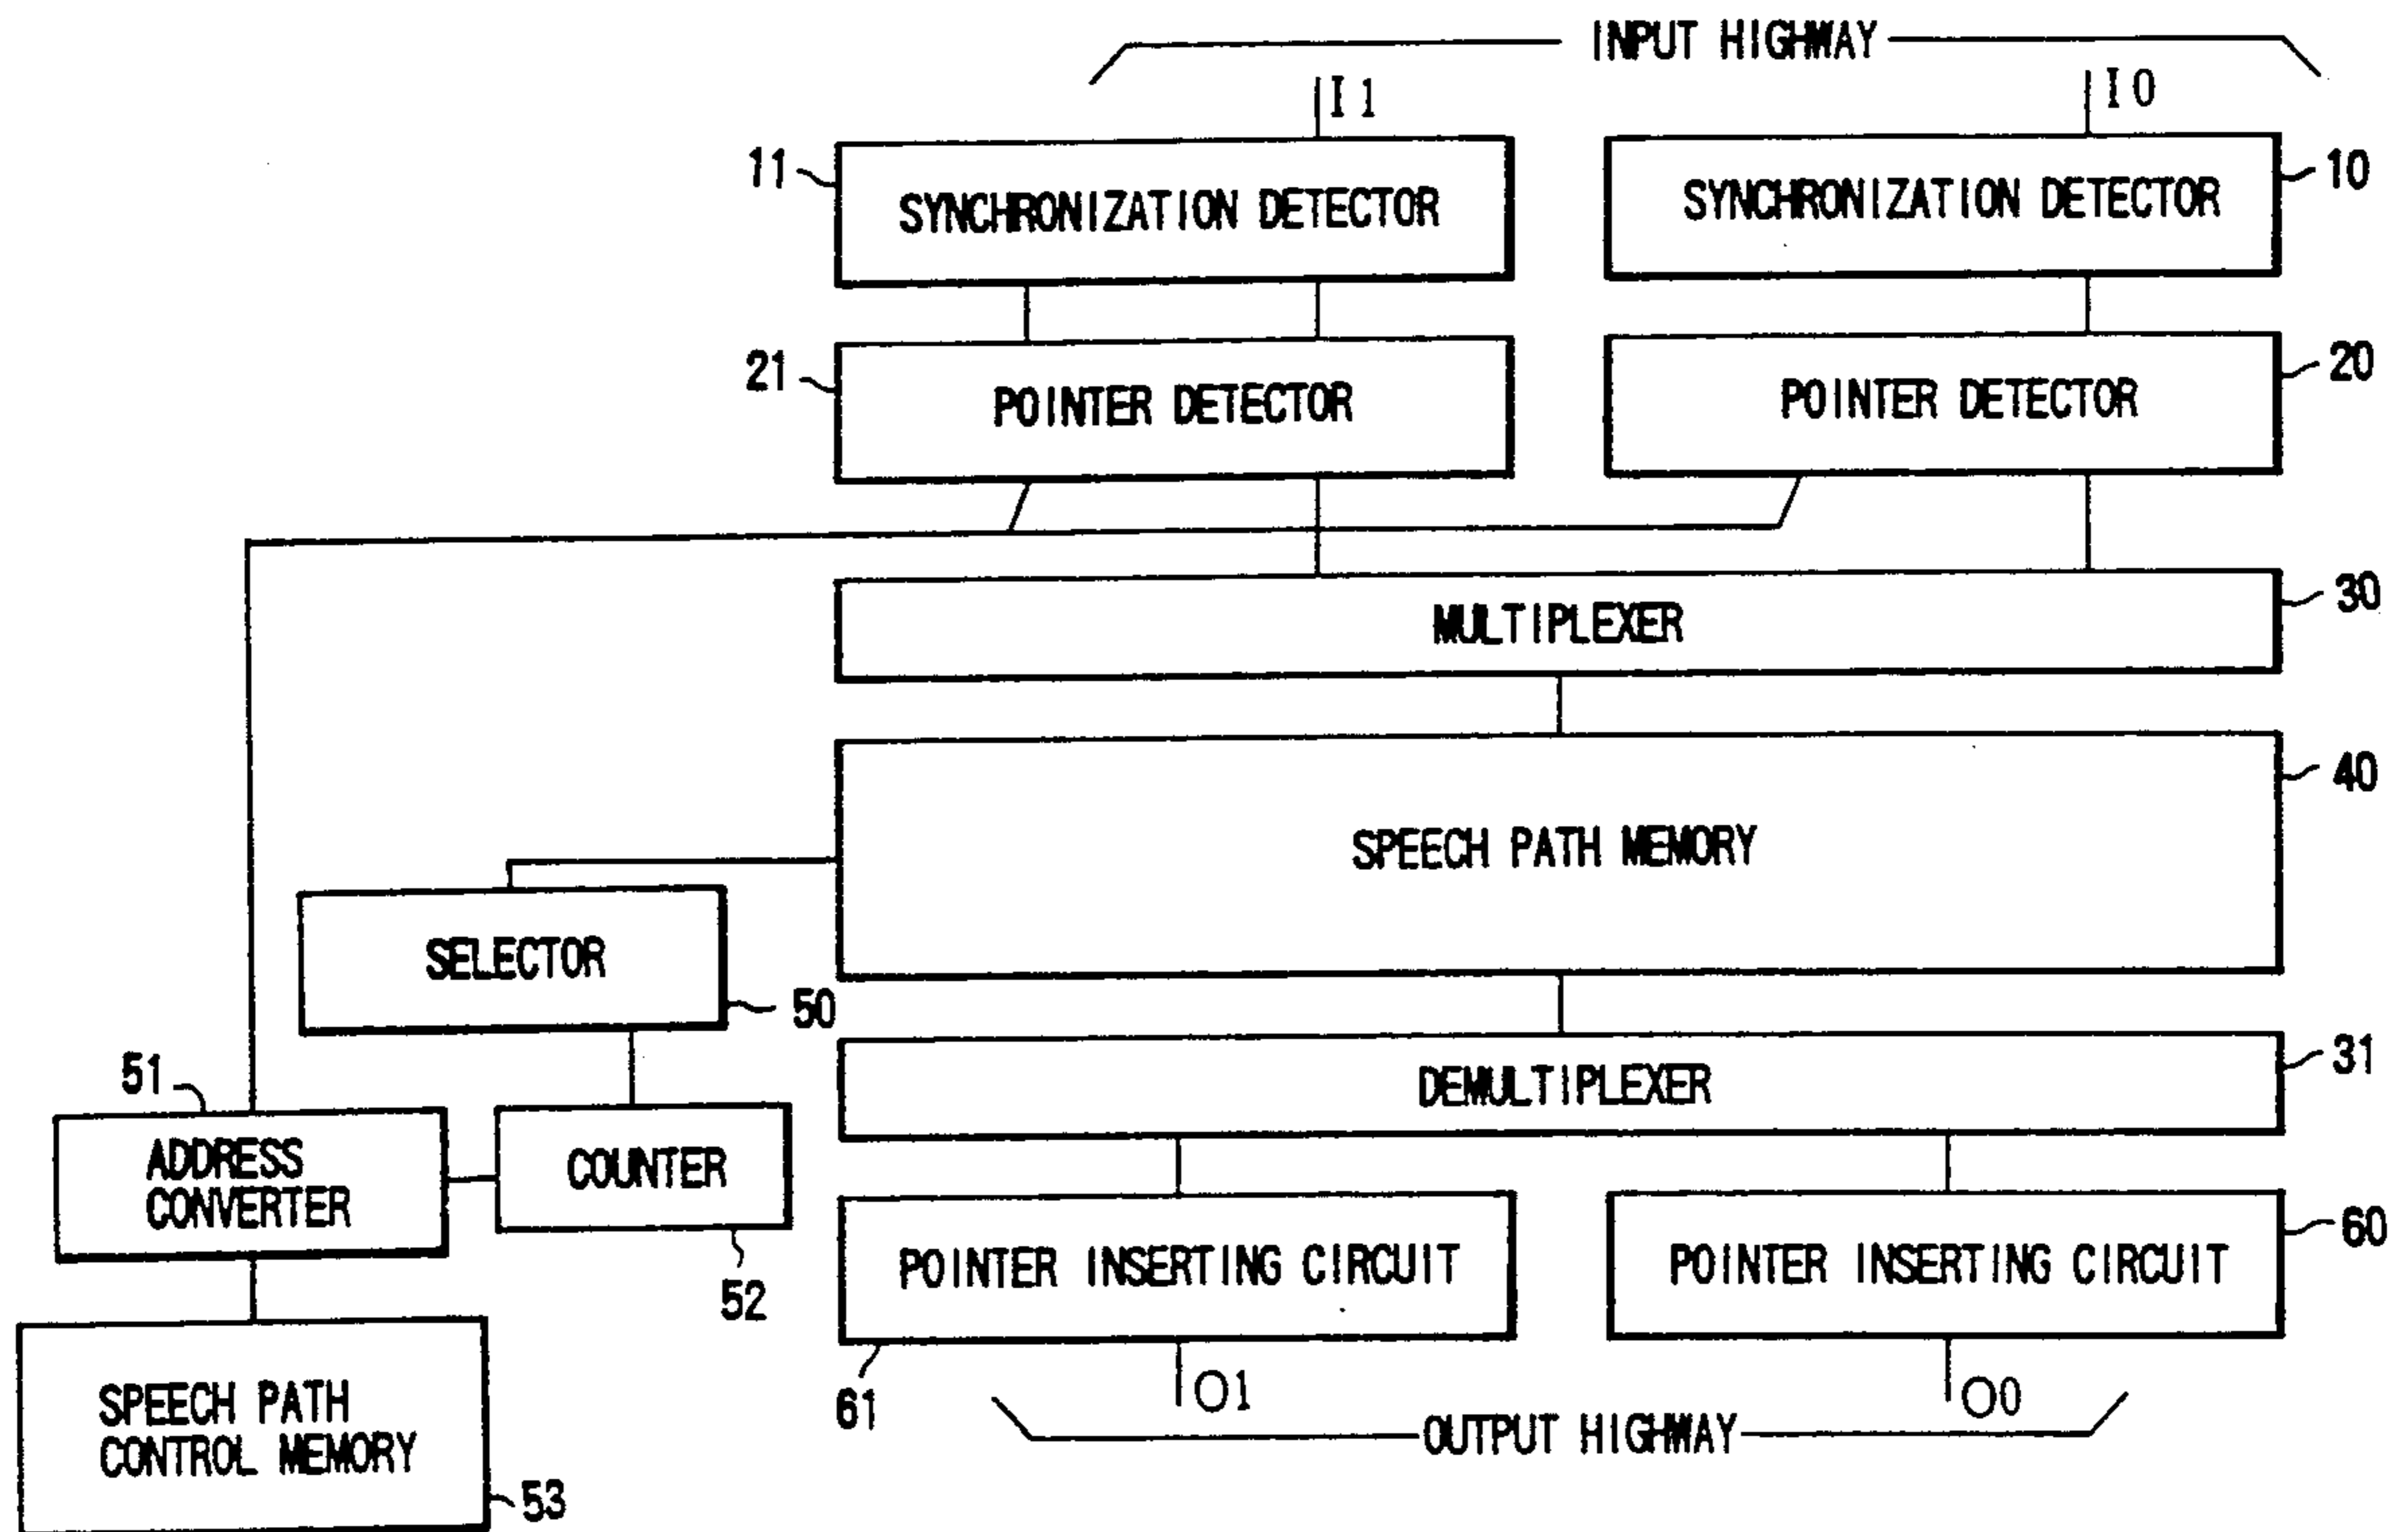 INPUT HIGHWAY
I1
I0
11
SYNCHRONIZATION DETECTOR
SYNCHRONIZATION DETECTOR
10
21
POINTER DETECTOR
POINTER DETECTOR
20
MULTIPLEXER
30
SPEECH PATH MEMORY
40
SELECTOR
50
DEMULTIPLEXER
31
51
ADDRESS
CONVERTER
COUNTER
52
POINTER INSERTING CIRCUIT
POINTER INSERTING CIRCUIT
60
61
O1
O0
OUTPUT HIGHWAY
SPEECH PATH
CONTROL MEMORY
53